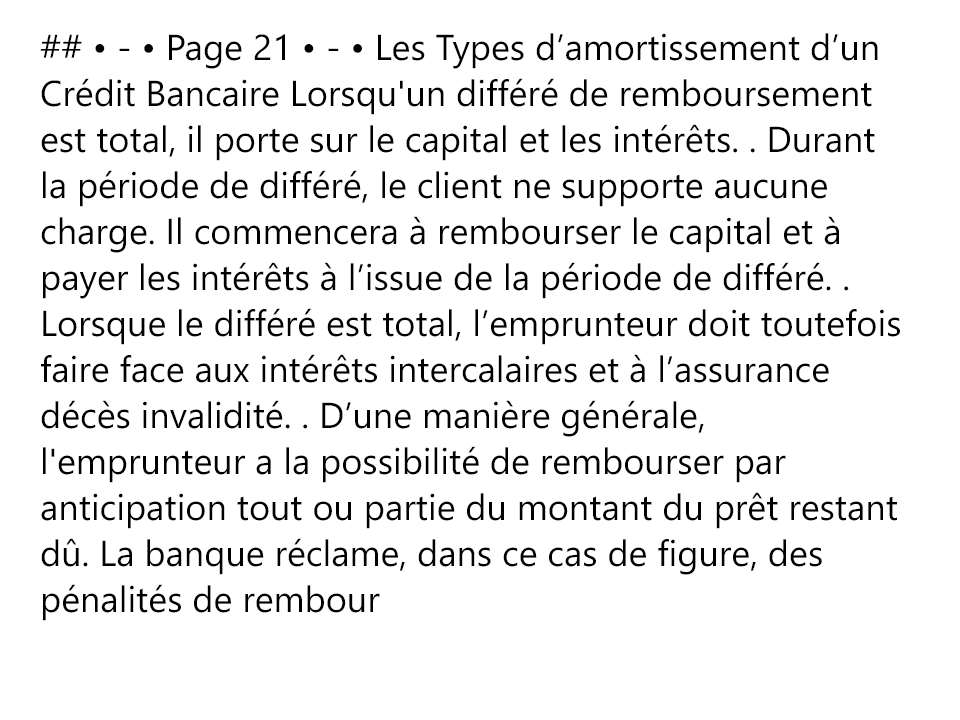 ## • - • Page 21 • - • Les Types d’amortissement d’un
Crédit Bancaire Lorsqu'un différé de remboursement
est total, il porte sur le capital et les intérêts. . Durant
la période de différé, le client ne supporte aucune
charge. Il commencera à rembourser le capital et à
payer les intérêts à l’issue de la période de différé. .
Lorsque le différé est total, l’emprunteur doit toutefois
faire face aux intérêts intercalaires et à l’assurance
décès invalidité. . D’une manière générale,
l'emprunteur a la possibilité de rembourser par
anticipation tout ou partie du montant du prêt restant
dû. La banque réclame, dans ce cas de figure, des
pénalités de rembour